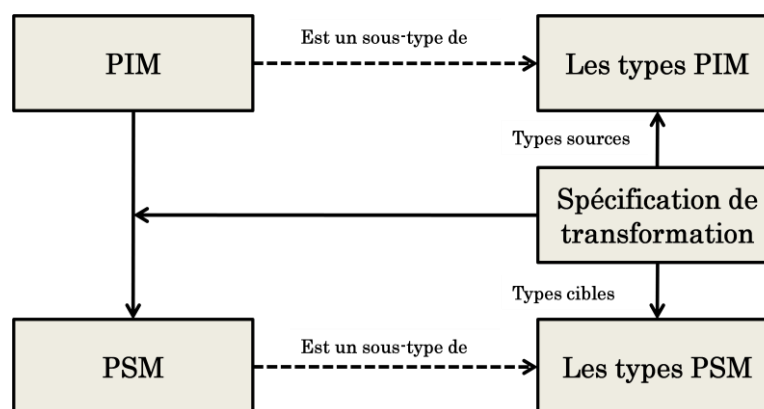 PIM
Est un sous-type de
Les types PIM
Types sources
Spécification de
transformation
Types cibles
PSM
Est un sous-type de
Les types PSM